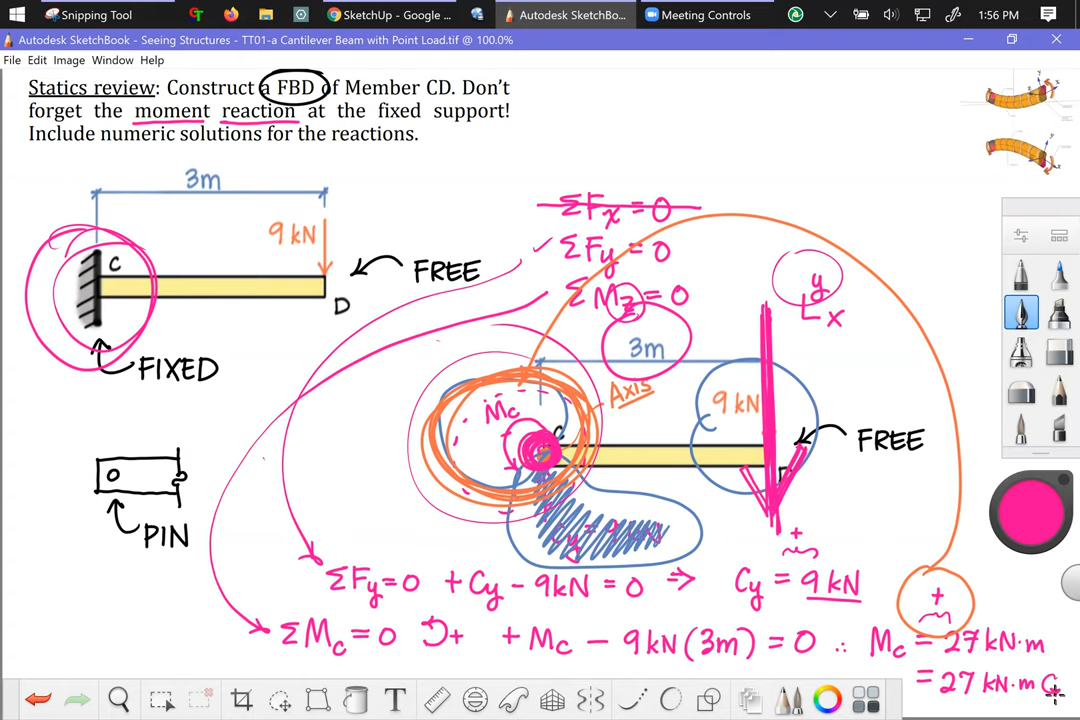 Snipping Tool
SketchUp - Google ...
Autodesk SketchBo...
Meeting Controls
1:56 PM
Autodesk SketchBook - Seeing Structures - TT01-a Cantilever Beam with Point Load.tif @ 100.0%
File Edit Image Window Help
Statics review: Construct a FBD of Member CD. Don't
forget the moment reaction at the fixed support!
Include numeric solutions for the reactions.
3m
9 kN
C
D
FREE
FIXED
PIN
ΣFx = 0
ΣFy = 0
ΣMz = 0
y
x
3m
Axis
Mc
9 kN
FREE
+
ΣFy=0 +Cy - 9kN = 0 ⇒ Cy = 9 kN
+
ΣMc = 0 ↺+ + Mc - 9 kN (3m) = 0 ∴ Mc = 27 kN·m
= 27 kN·m
T